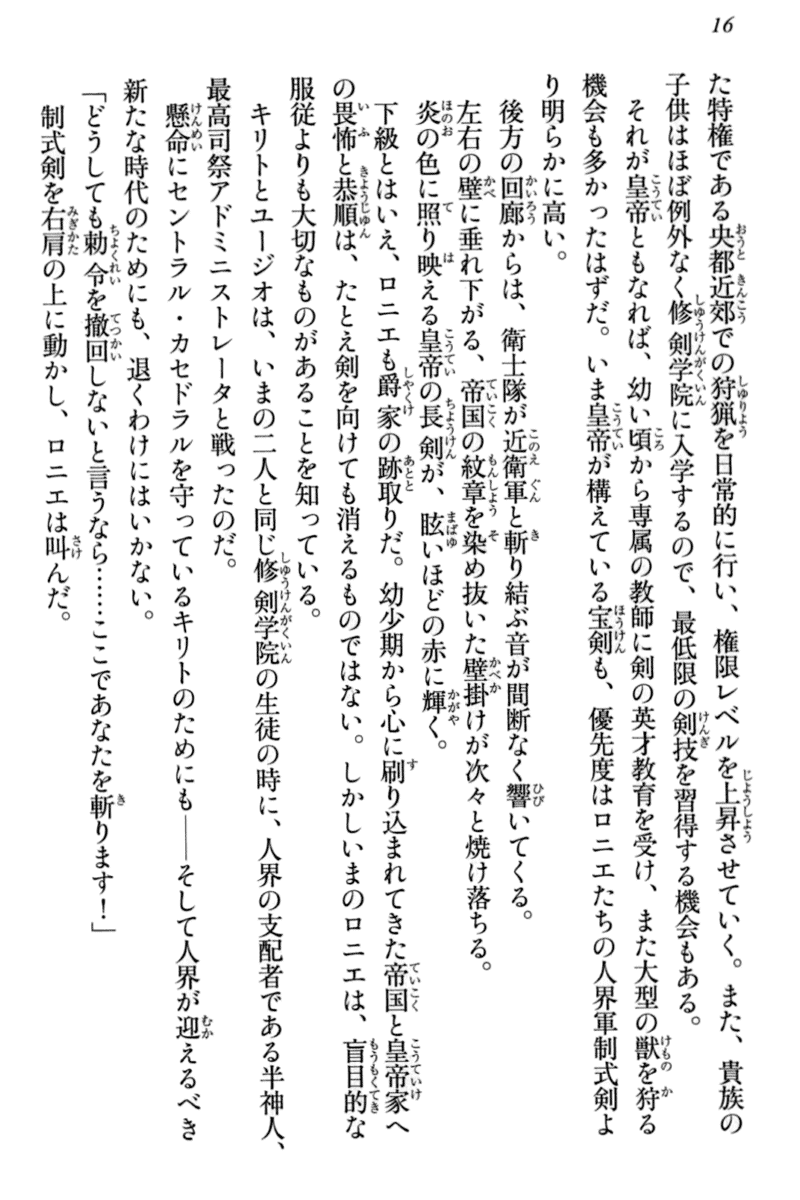 16
た特権である央都近郊での狩猟を日常的に行い、権限レベルを上昇させていく。また、貴族の
子供はほぼ例外なく修剣学院に入学するので、最低限の剣技を習得する機会もある。
それが皇帝ともなれば、幼い頃から専属の教師に剣の英才教育を受け、また大型の獣を狩る
機会も多かったはずだ。いま皇帝が構えている宝剣も、優先度はロニエたちの人界軍制式剣よ
り明らかに高い。
後方の回廊からは、衛士隊が近衛軍と斬り結ぶ音が間断なく響いてくる。
左右の壁に垂れ下がる、帝国の紋章を染め抜いた壁掛けが次々と焼け落ちる。
炎の色に照り映える皇帝の長剣が、眩いほどの赤に輝く。
下級とはいえ、ロニエも爵家の跡取りだ。幼少期から心に刷り込まれてきた帝国と皇帝家へ
の畏怖と恭順は、たとえ剣を向けても消えるものではない。しかしいまのロニエは、盲目的な
服従よりも大切なものがあることを知っている。
キリトとユージオは、いまの二人と同じ修剣学院の生徒の時に、人界の支配者である半神人、
最高司祭アドミニストレータと戦ったのだ。
懸命にセントラル・カセドラルを守っているキリトのためにも――そして人界が迎えるべき
新たな時代のためにも、退くわけにはいかない。
「どうしても勅令を撤回しないと言うなら……ここであなたを斬ります！」
制式剣を右肩の上に動かし、ロニエは叫んだ。